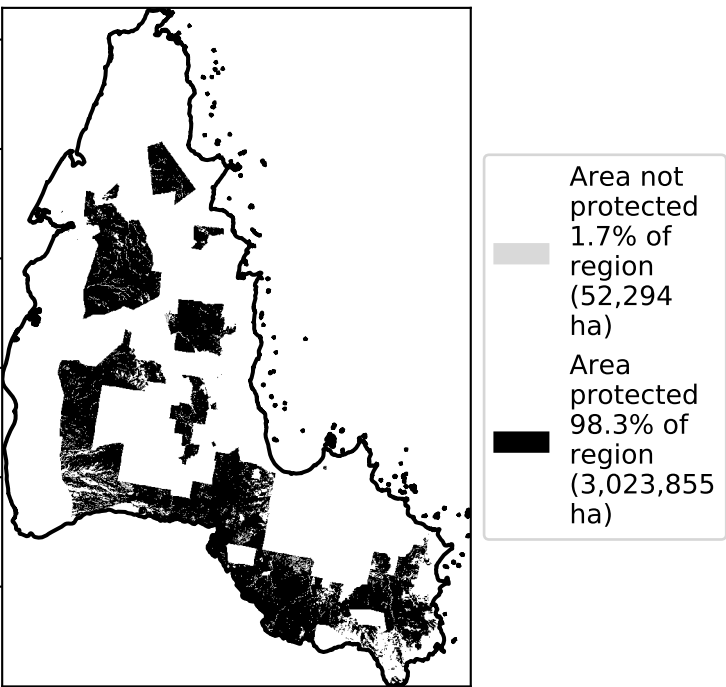 Area not
protected
1.7% of
region
(52,294
ha)
Area
protected
98.3% of
region
(3,023,855
ha)